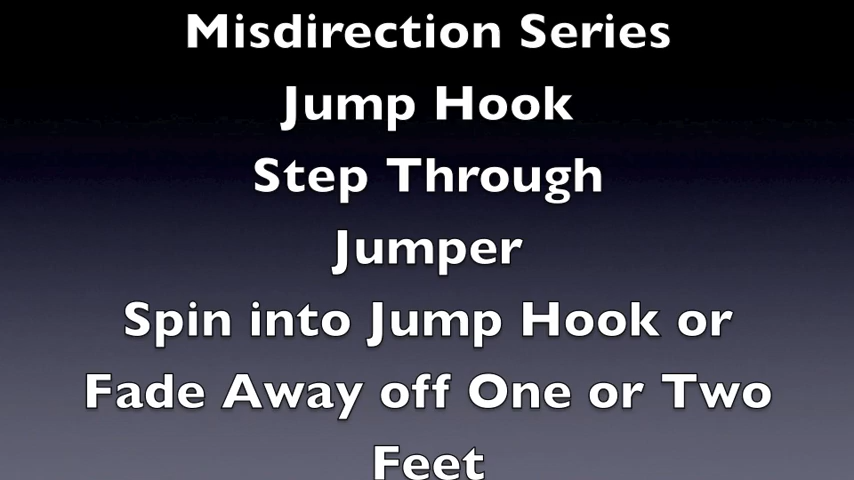 Misdirection Series
Jump Hook
Step Through
Jumper
Spin into Jump Hook or
Fade Away off One or Two
Feet